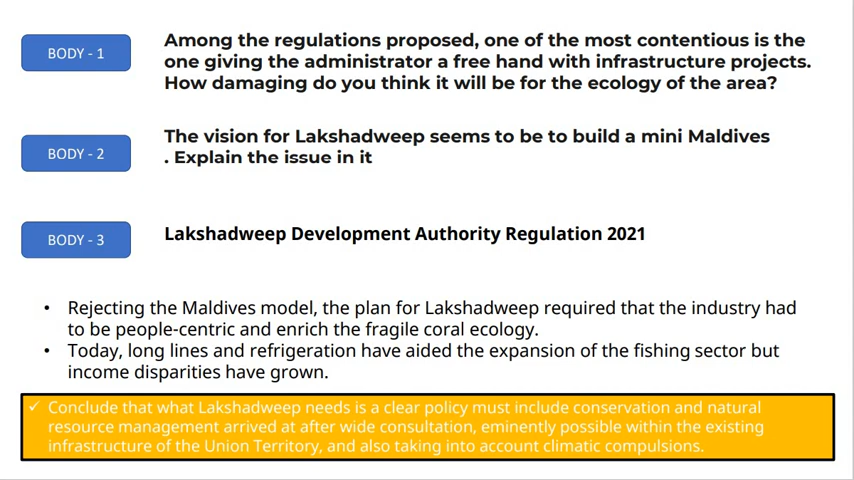 BODY - 1
Among the regulations proposed, one of the most contentious is the
one giving the administrator a free hand with infrastructure projects.
How damaging do you think it will be for the ecology of the area?
BODY - 2
The vision for Lakshadweep seems to be to build a mini Maldives
. Explain the issue in it
BODY - 3
Lakshadweep Development Authority Regulation 2021
• Rejecting the Maldives model, the plan for Lakshadweep required that the industry had
to be people-centric and enrich the fragile coral ecology.
• Today, long lines and refrigeration have aided the expansion of the fishing sector but
income disparities have grown.
✓ Conclude that what Lakshadweep needs is a clear policy must include conservation and natural
resource management arrived at after wide consultation, eminently possible within the existing
infrastructure of the Union Territory, and also taking into account climatic compulsions.